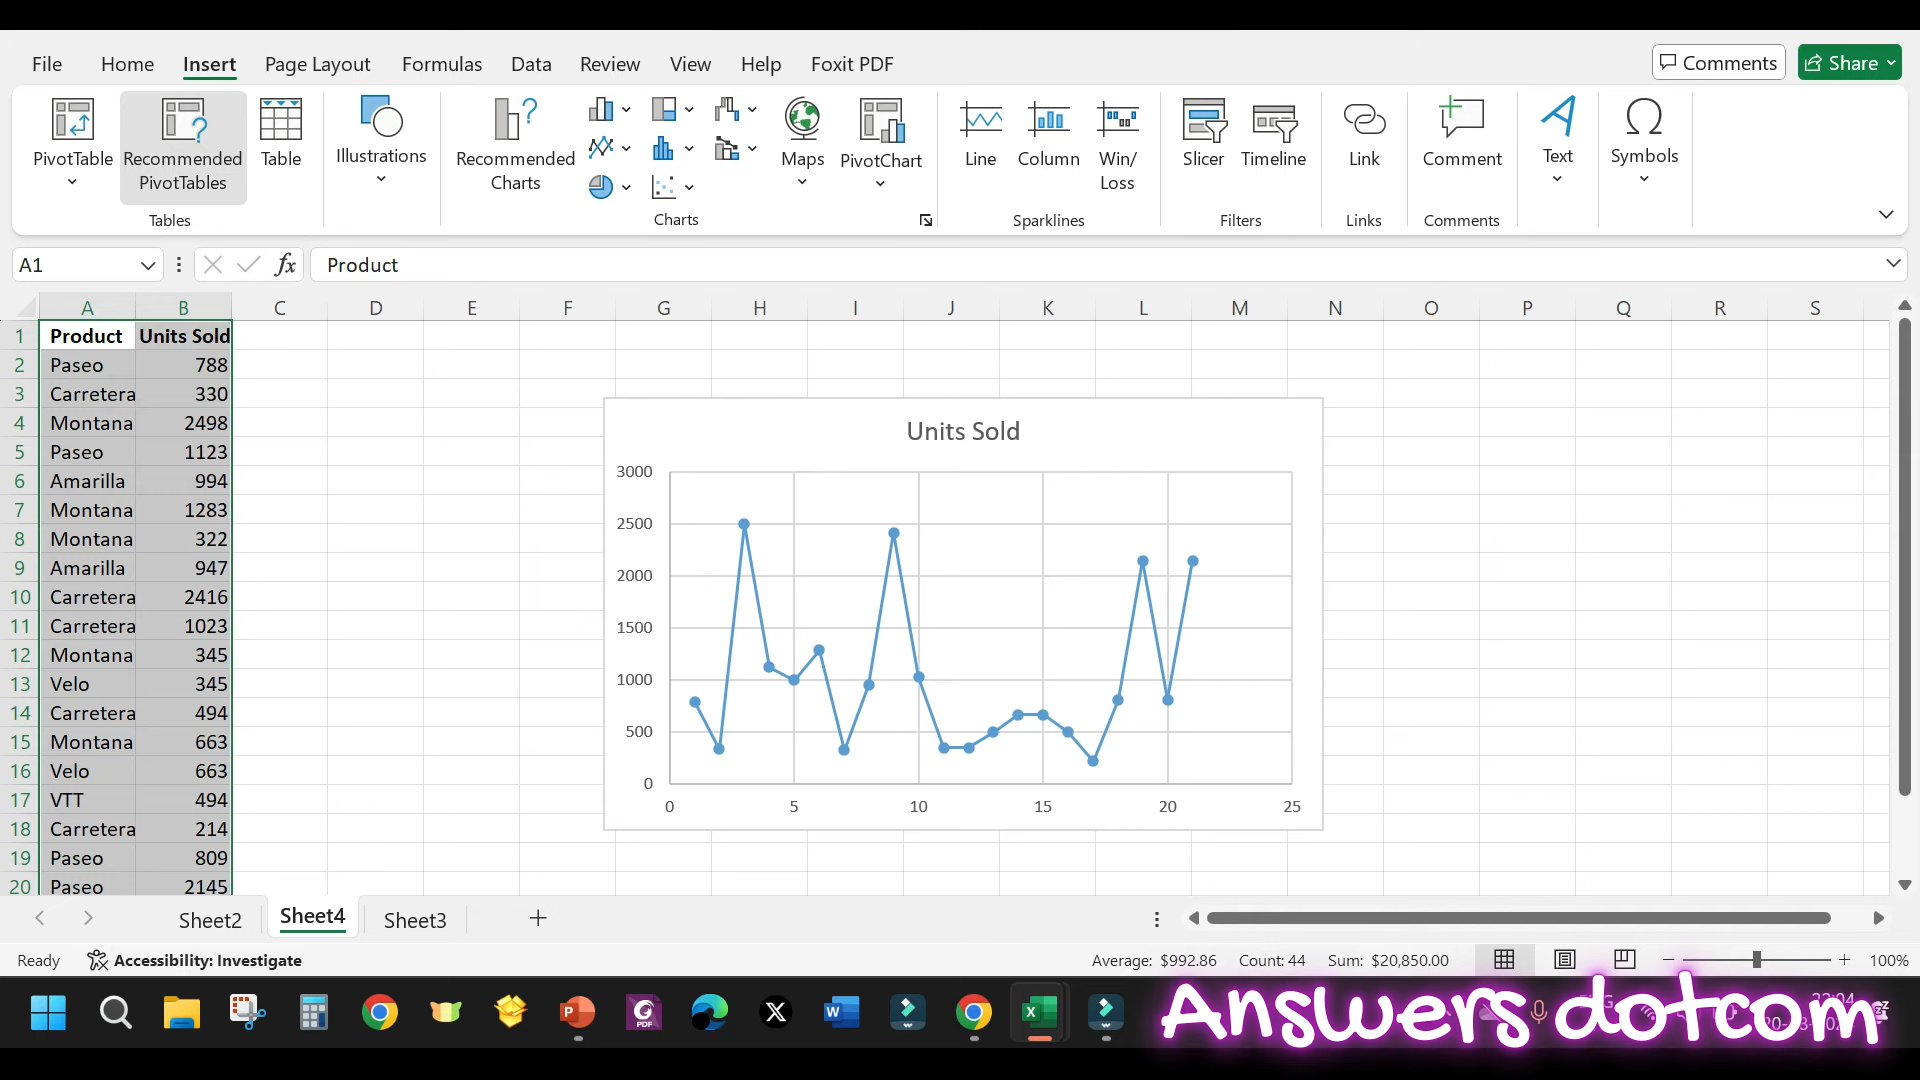 File Home Insert Page Layout Formulas Data Review View Help Foxit PDF Comments Share
PivotTable Recommended PivotTables Table Illustrations Recommended Charts Maps PivotChart Line Column Win/ Loss Slicer Timeline Link Comment Text Symbols
Tables Charts Sparklines Filters Links Comments
A1 fx Product
A B C D E F G H I J K L M N O P Q R S
1 Product Units Sold
2 Paseo 788
3 Carretera 330
4 Montana 2498
5 Paseo 1123
6 Amarilla 994
7 Montana 1283
8 Montana 322
9 Amarilla 947
10 Carretera 2416
11 Carretera 1023
12 Montana 345
13 Velo 345
14 Carretera 494
15 Montana 663
16 Velo 663
17 VTT 494
18 Carretera 214
19 Paseo 809
20 Paseo 2145
Units Sold
3000
2500
2000
1500
1000
500
0
0 5 10 15 20 25
Sheet2 Sheet4 Sheet3
Ready Accessibility: Investigate Average: $992.86 Count: 44 Sum: $20,850.00 100%
Answers dotcom